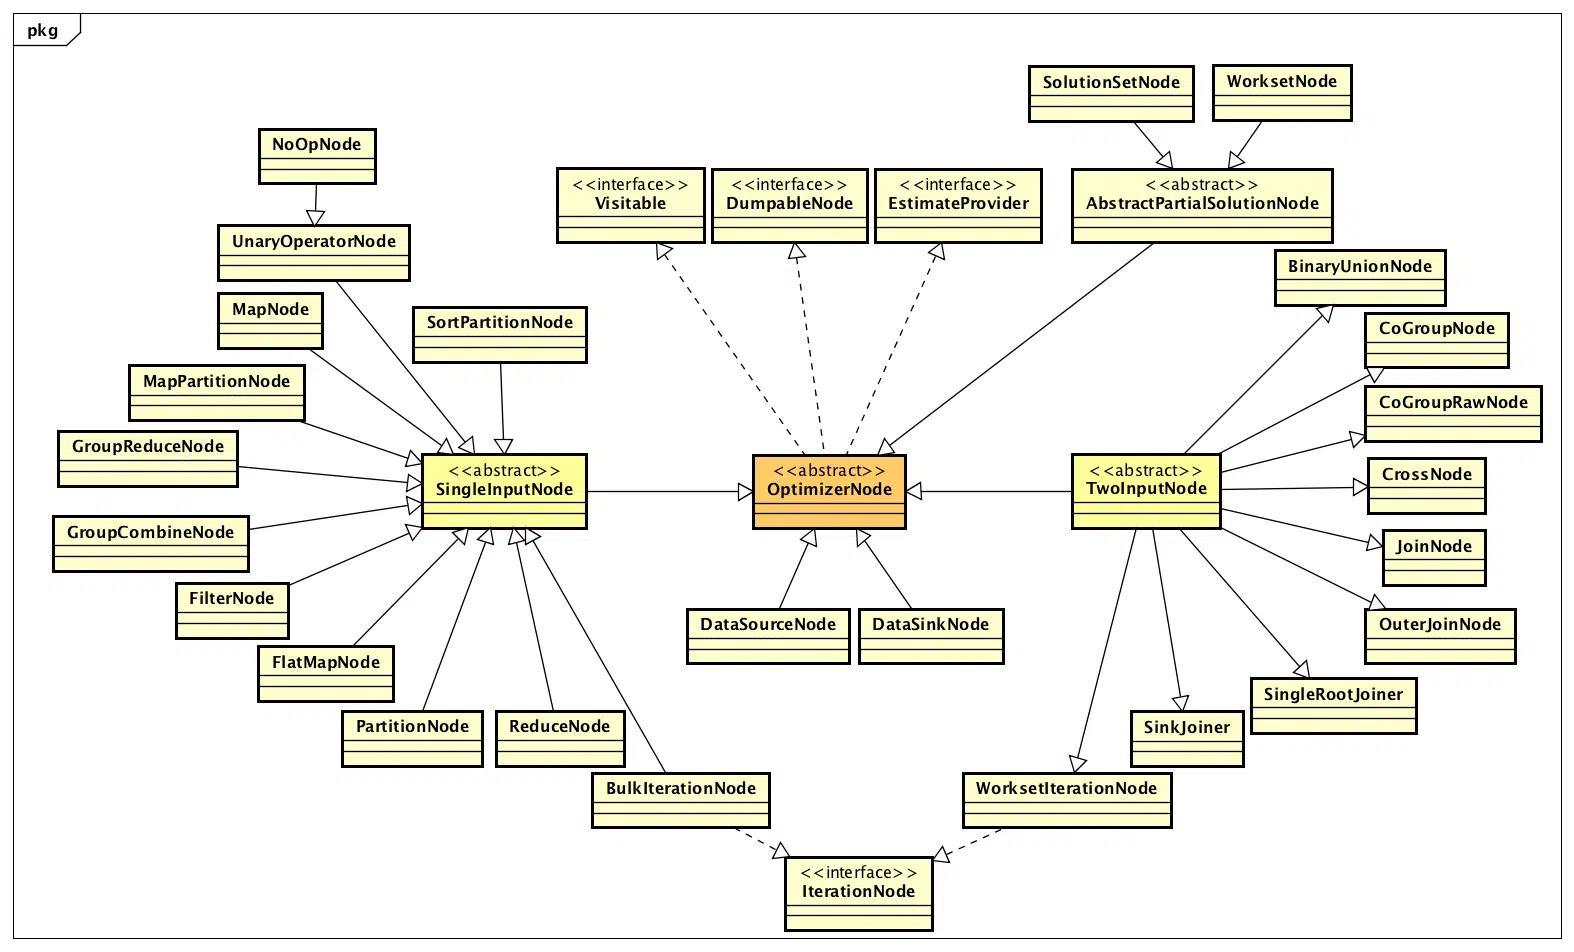 pkg
SolutionSetNode
WorksetNode
NoOpNode
<<interface>>
Visitable
<<interface>>
DumpableNode
<<interface>>
EstimateProvider
<<abstract>>
AbstractPartialSolutionNode
UnaryOperatorNode
BinaryUnionNode
MapNode
SortPartitionNode
CoGroupNode
MapPartitionNode
CoGroupRawNode
GroupReduceNode
<<abstract>>
SingleInputNode
<<abstract>>
OptimizerNode
<<abstract>>
TwoInputNode
CrossNode
GroupCombineNode
JoinNode
FilterNode
DataSourceNode
DataSinkNode
OuterJoinNode
FlatMapNode
SingleRootJoiner
PartitionNode
ReduceNode
SinkJoiner
BulkIterationNode
WorksetIterationNode
<<interface>>
IterationNode